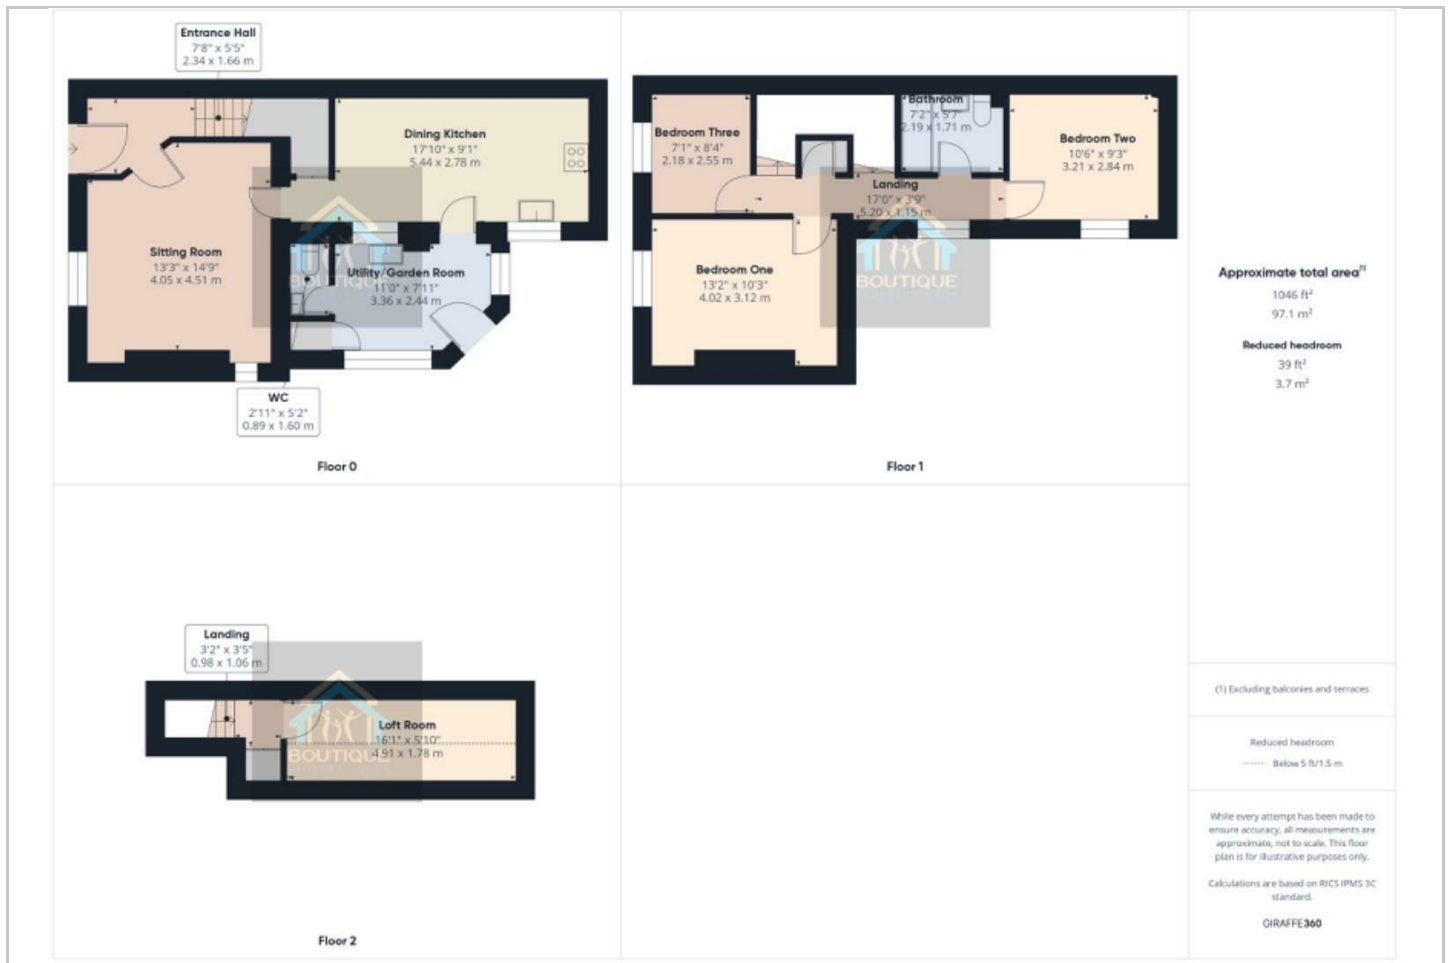 Entrance Hall
7'8" x 5'5"
2.34 x 1.66 m
Dining Kitchen
17'10" x 9'1"
5.44 x 2.78 m
Sitting Room
13'3" x 14'9"
4.05 x 4.51 m
Utility/Garden Room
11'0" x 7'11"
3.36 x 2.44 m
BOUTIQUE
WC
2'11" x 5'2"
0.89 x 1.60 m
Floor 0
Bedroom Three
7'1" x 8'4"
2.18 x 2.55 m
Bathroom
7'2" x 5'7"
2.19 x 1.71 m
Bedroom Two
10'6" x 9'3"
3.21 x 2.84 m
Landing
17'0" x 3'9"
5.20 x 1.15 m
Bedroom One
13'2" x 10'3"
4.02 x 3.12 m
BOUTIQUE
Floor 1
Landing
3'2" x 3'5"
0.98 x 1.06 m
Loft Room
16'1" x 5'10"
4.91 x 1.78 m
BOUTIQUE
Floor 2
Approximate total area⁽¹⁾
1046 ft²
97.1 m²
Reduced headroom
39 ft²
3.7 m²
(1) Excluding balconies and terraces
Reduced headroom
Below 5 ft/1.5 m
While every attempt has been made to
ensure accuracy, all measurements are
approximate, not to scale. This floor
plan is for illustrative purposes only.
Calculations are based on RICS IPMS 3C
standard.
GIRAFFE360